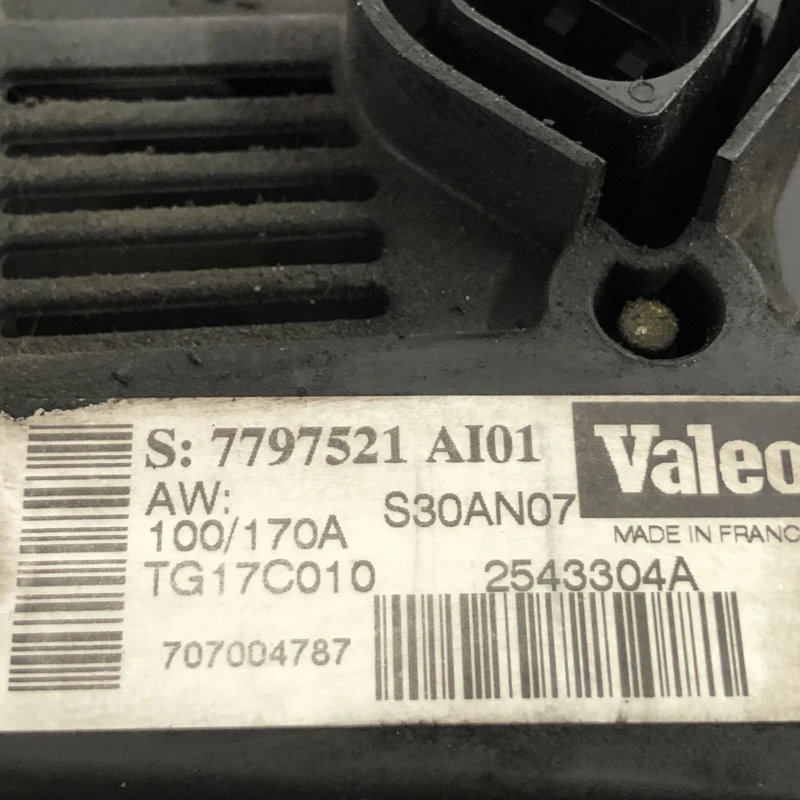 S: 7797521 AI01
Valeo
AW:
S30AN07
100/170A
MADE IN FRANC
TG17C010
2543304A
707004787